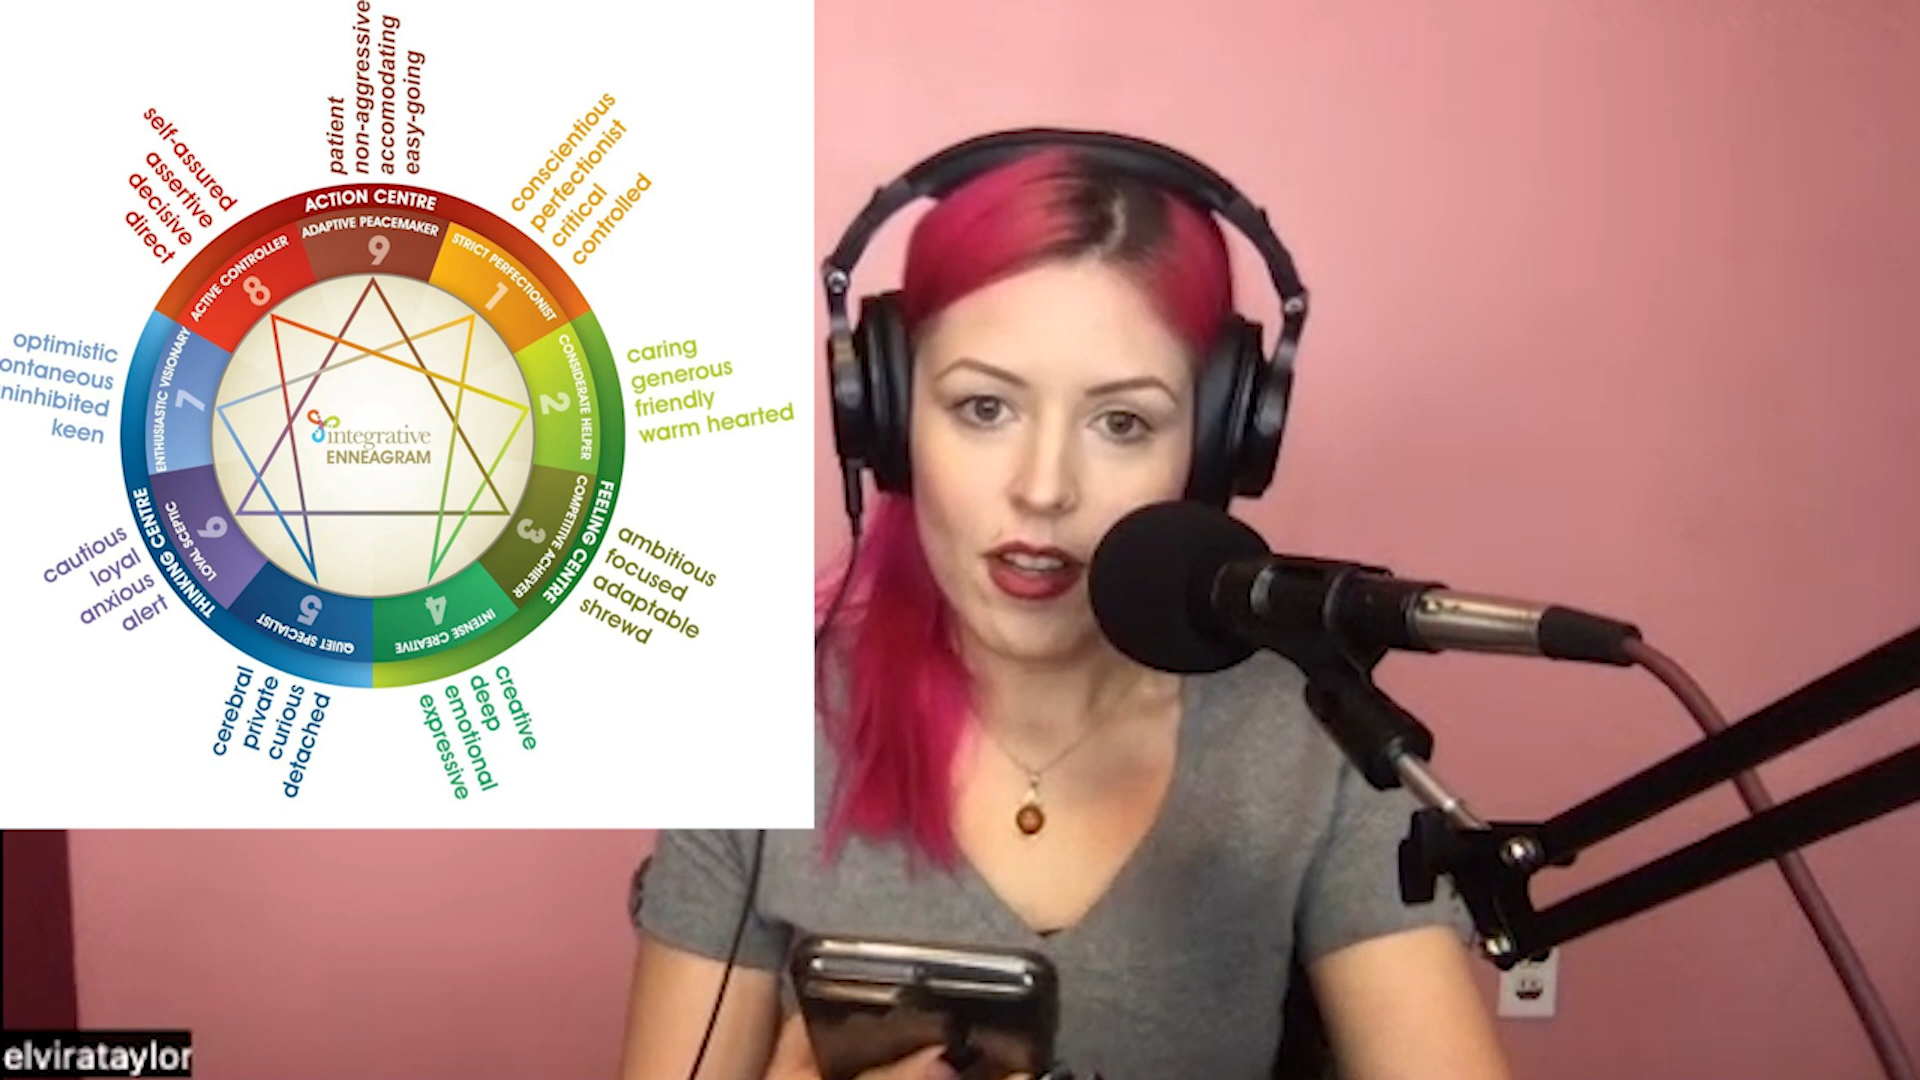 patient
non-aggressive
accomodating
easy-going
self-assured
assertive
decisive
direct
conscientious
perfectionist
critical
controlled
ACTION CENTRE
ADAPTIVE PEACEMAKER
9
ACTIVE CONTROLLER
8
STRICT PERFECTIONIST
1
optimistic
ontaneous
ninhibited
keen
ENTHUSIASTIC VISIONARY
7
CONSIDERATE HELPER
2
caring
generous
friendly
warm hearted
integrative
ENNEAGRAM
THINKING CENTRE
LOYAL SCEPTIC
6
FEELING CENTRE
COMPETITIVE ACHIEVER
3
cautious
loyal
anxious
alert
ambitious
focused
adaptable
shrewd
QUIET SPECIALIST
5
INTENSE CREATIVE
4
cerebral
private
curious
detached
creative
deep
emotional
expressive
elvirataylor